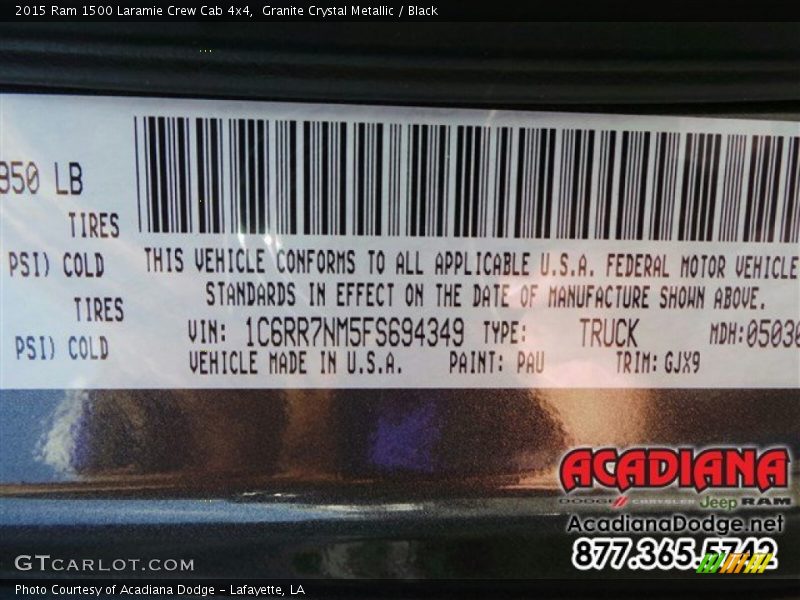 2015 Ram 1500 Laramie Crew Cab 4x4,  Granite Crystal Metallic / Black
950 LB
TIRES
PSI) COLD
TIRES
PSI) COLD
THIS VEHICLE CONFORMS TO ALL APPLICABLE U.S.A. FEDERAL MOTOR VEHICLE
STANDARDS IN EFFECT ON THE DATE OF MANUFACTURE SHOWN ABOVE.
VIN: 1C6RR7NM5FS694349 TYPE: TRUCK MDH:05030
VEHICLE MADE IN U.S.A. PAINT: PAU TRIM: GJX9
ACADIANA
DODGE CHRYSLER Jeep RAM
AcadianaDodge.net
877.365.5742
GTCARLOT.COM
Photo Courtesy of Acadiana Dodge – Lafayette, LA